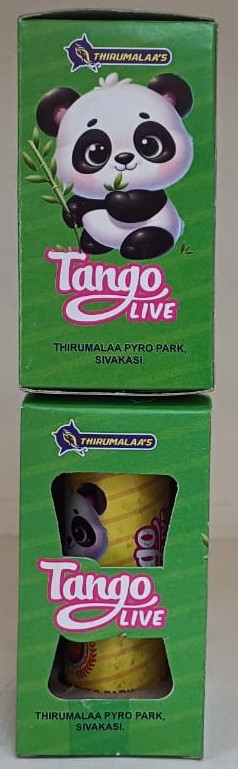 THIRUMALAA'S
Tango
LIVE
THIRUMALAA PYRO PARK,
SIVAKASI.
THIRUMALAA'S
Tango
LIVE
THIRUMALAA PYRO PARK,
SIVAKASI.